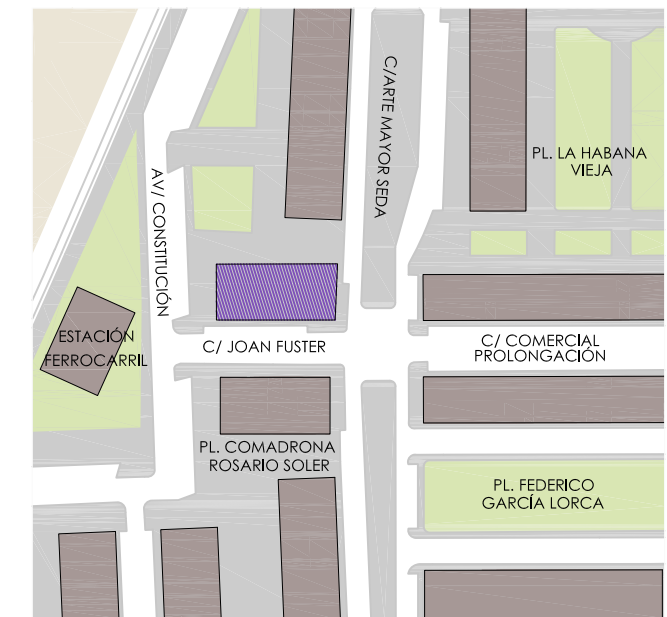 C/ARTE MAYOR SEDA
PL. LA HABANA
VIEJA
AV/ CONSTITUCIÓN
ESTACIÓN
FERROCARRIL
C/ JOAN FUSTER
C/ COMERCIAL
PROLONGACIÓN
PL. COMADRONA
ROSARIO SOLER
PL. FEDERICO
GARCÍA LORCA